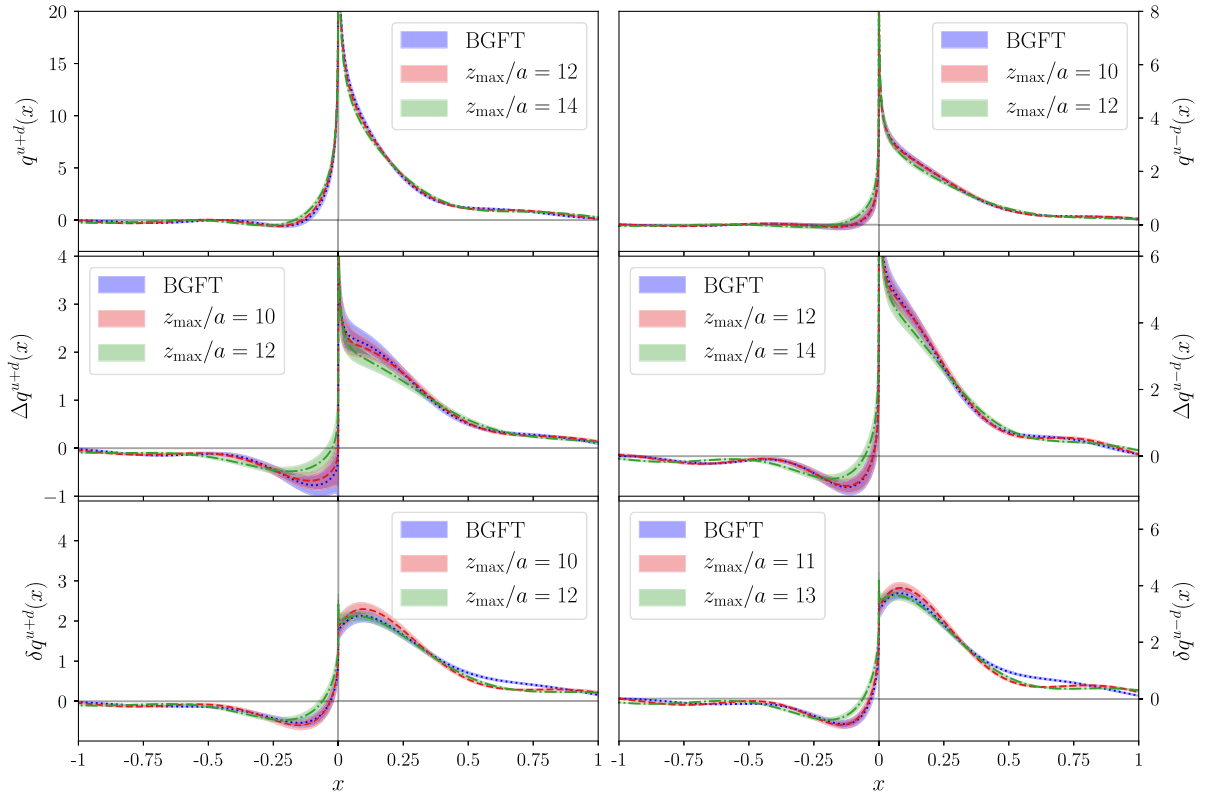 20
15
10
5
0
q^{u+d}(x)
BGFT
z_max/a = 12
z_max/a = 14
8
6
4
2
0
q^{u−d}(x)
BGFT
z_max/a = 10
z_max/a = 12
4
3
2
1
0
−1
Δq^{u+d}(x)
BGFT
z_max/a = 10
z_max/a = 12
6
4
2
0
Δq^{u−d}(x)
BGFT
z_max/a = 12
z_max/a = 14
4
3
2
1
0
δq^{u+d}(x)
BGFT
z_max/a = 10
z_max/a = 12
6
4
2
0
δq^{u−d}(x)
BGFT
z_max/a = 11
z_max/a = 13
-1 -0.75 -0.5 -0.25 0 0.25 0.5 0.75 1
x
-1 -0.75 -0.5 -0.25 0 0.25 0.5 0.75 1
x